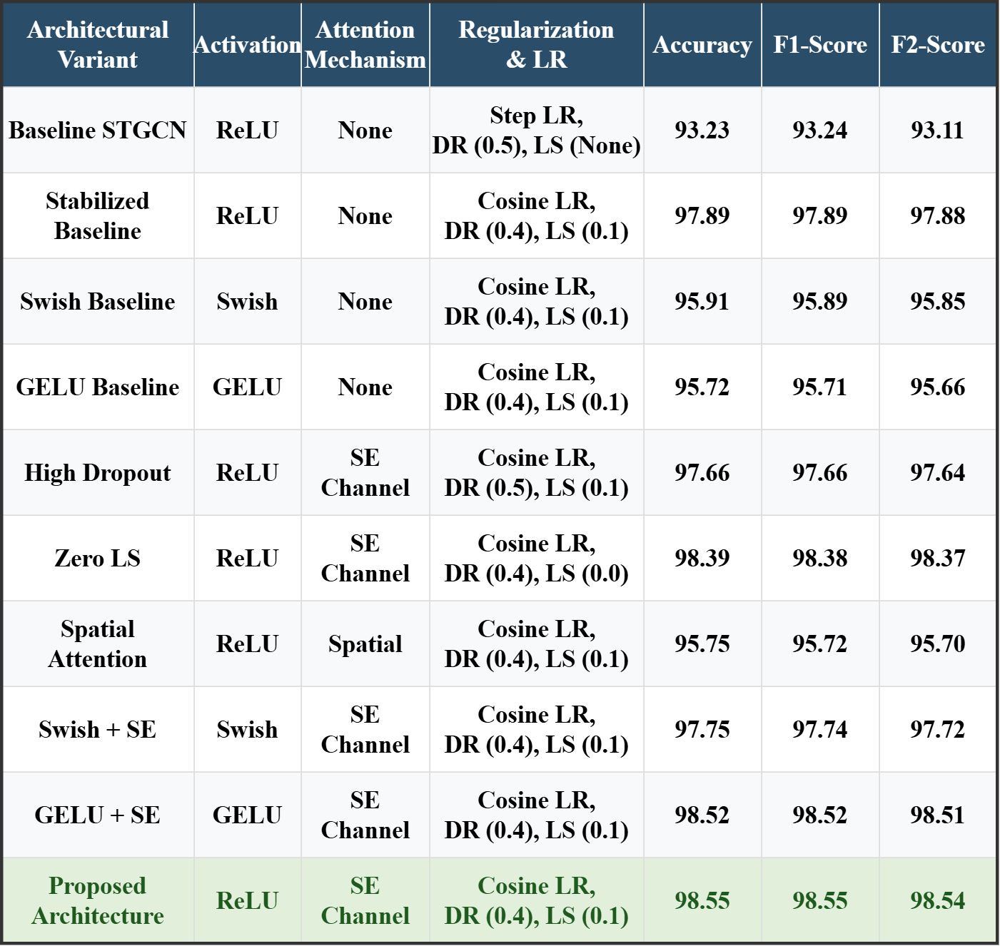 Architectural
Variant
Activation
Attention
Mechanism
Regularization
& LR
Accuracy
F1-Score
F2-Score
Baseline STGCN
ReLU
None
Step LR,
DR (0.5), LS (None)
93.23
93.24
93.11
Stabilized
Baseline
ReLU
None
Cosine LR,
DR (0.4), LS (0.1)
97.89
97.89
97.88
Swish Baseline
Swish
None
Cosine LR,
DR (0.4), LS (0.1)
95.91
95.89
95.85
GELU Baseline
GELU
None
Cosine LR,
DR (0.4), LS (0.1)
95.72
95.71
95.66
High Dropout
ReLU
SE
Channel
Cosine LR,
DR (0.5), LS (0.1)
97.66
97.66
97.64
Zero LS
ReLU
SE
Channel
Cosine LR,
DR (0.4), LS (0.0)
98.39
98.38
98.37
Spatial
Attention
ReLU
Spatial
Cosine LR,
DR (0.4), LS (0.1)
95.75
95.72
95.70
Swish + SE
Swish
SE
Channel
Cosine LR,
DR (0.4), LS (0.1)
97.75
97.74
97.72
GELU + SE
GELU
SE
Channel
Cosine LR,
DR (0.4), LS (0.1)
98.52
98.52
98.51
Proposed
Architecture
ReLU
SE
Channel
Cosine LR,
DR (0.4), LS (0.1)
98.55
98.55
98.54